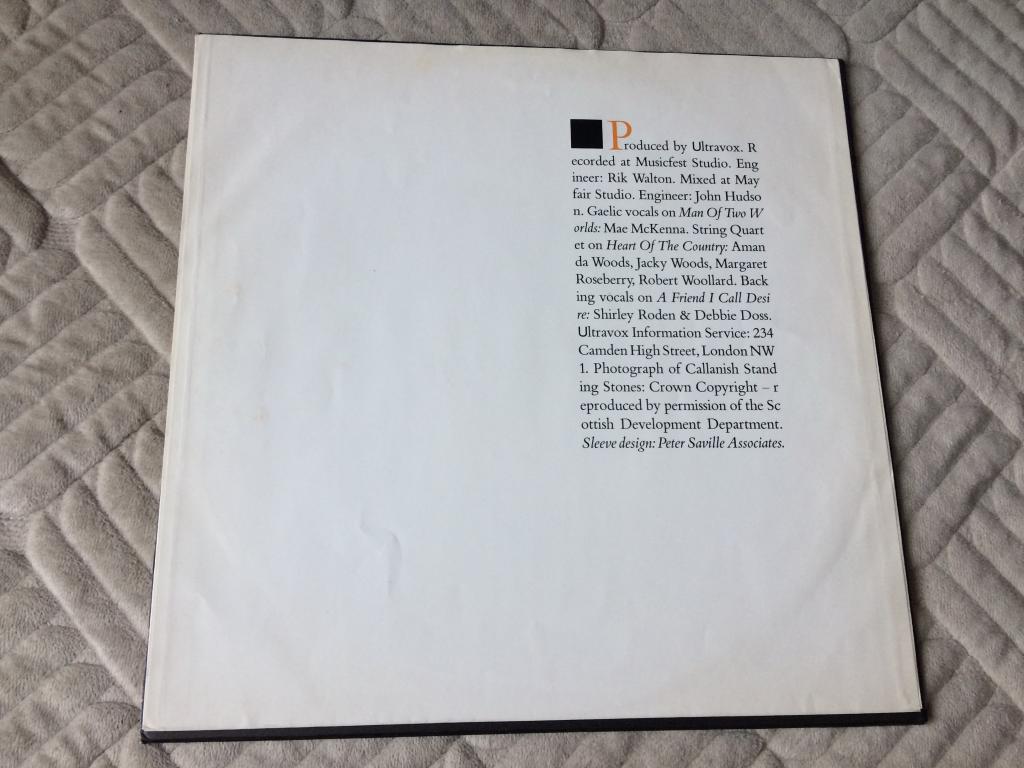 Produced by Ultravox. R
ecorded at Musicfest Studio. Eng
ineer: Rik Walton. Mixed at May
fair Studio. Engineer: John Hudso
n. Gaelic vocals on Man Of Two W
orlds: Mae McKenna. String Quart
et on Heart Of The Country: Aman
da Woods, Jacky Woods, Margaret
Roseberry, Robert Woollard. Back
ing vocals on A Friend I Call Desi
re: Shirley Roden & Debbie Doss.
Ultravox Information Service: 234
Camden High Street, London NW
1. Photograph of Callanish Stand
ing Stones: Crown Copyright – r
eproduced by permission of the Sc
ottish Development Department.
Sleeve design: Peter Saville Associates.